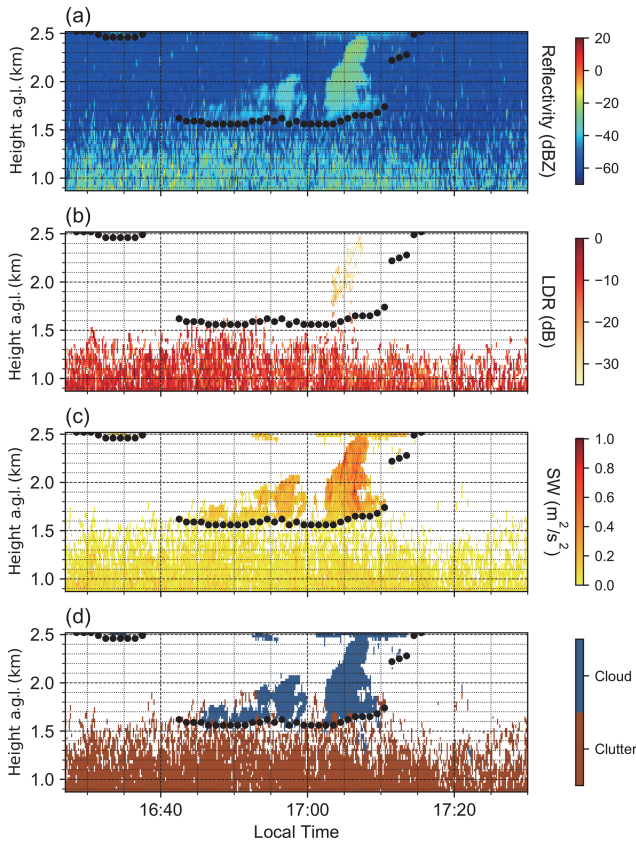 (a)
2.5
2.0
1.5
1.0
Height a.g.l. (km)
20
0
−20
−40
−60
Reflectivity (dBZ)
(b)
2.5
2.0
1.5
1.0
Height a.g.l. (km)
0
−10
−20
−30
LDR (dB)
(c)
2.5
2.0
1.5
1.0
Height a.g.l. (km)
1.0
0.8
0.6
0.4
0.2
0.0
SW (m²/s²)
(d)
2.5
2.0
1.5
1.0
Height a.g.l. (km)
Cloud
Clutter
16:40 17:00 17:20
Local Time